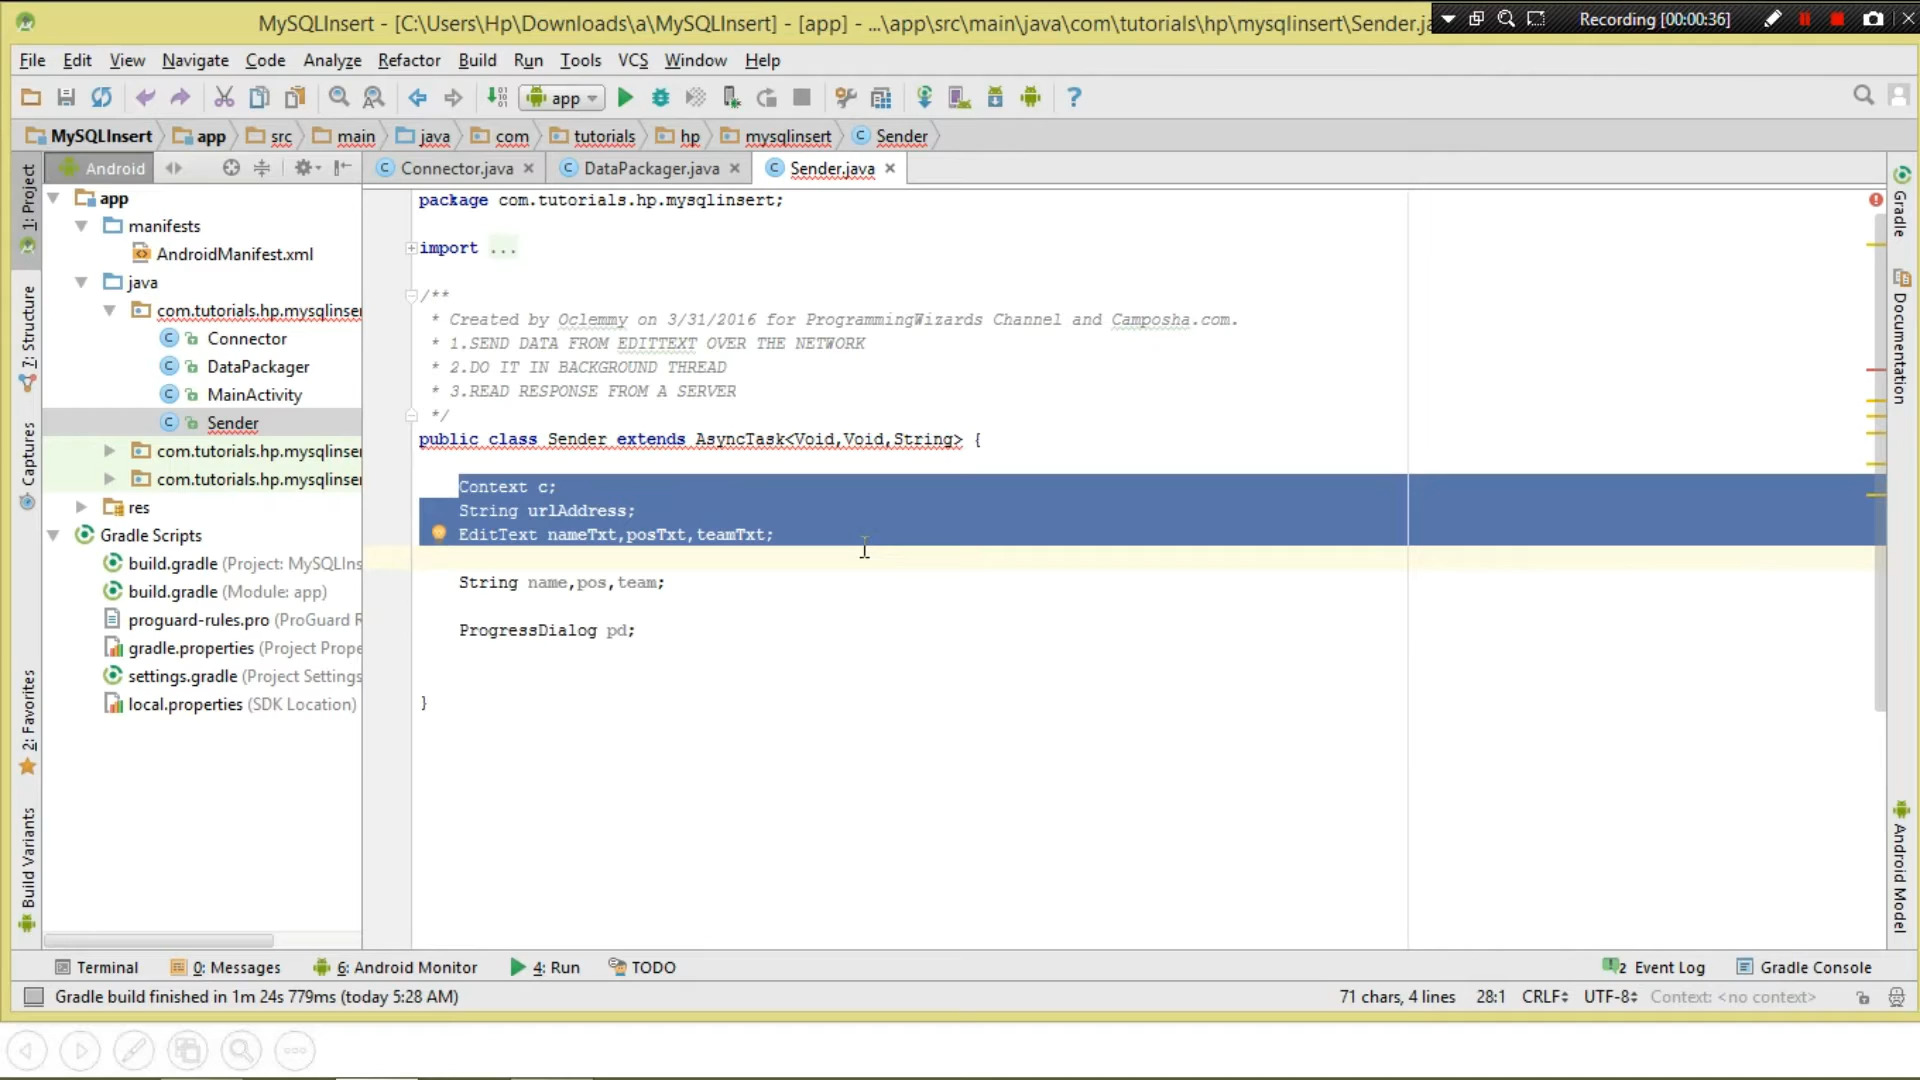 MySQLInsert - [C:\Users\Hp\Downloads\a\MySQLInsert] - [app] - ...\app\src\main\java\com\tutorials\hp\mysqlinsert\Sender.ja
Recording [00:00:36]
File Edit View Navigate Code Analyze Refactor Build Run Tools VCS Window Help
app
MySQLInsert app src main java com tutorials hp mysqlinsert Sender
Android
Connector.java DataPackager.java Sender.java
1: Project
7: Structure
Captures
2: Favorites
Build Variants
app
manifests
AndroidManifest.xml
java
com.tutorials.hp.mysqlinser
Connector
DataPackager
MainActivity
Sender
com.tutorials.hp.mysqlinser
com.tutorials.hp.mysqlinser
res
Gradle Scripts
build.gradle (Project: MySQLIns
build.gradle (Module: app)
proguard-rules.pro (ProGuard R
gradle.properties (Project Prope
settings.gradle (Project Settings
local.properties (SDK Location)
package com.tutorials.hp.mysqlinsert;
import ...
/**
* Created by Oclemmy on 3/31/2016 for ProgrammingWizards Channel and Camposha.com.
* 1.SEND DATA FROM EDITTEXT OVER THE NETWORK
* 2.DO IT IN BACKGROUND THREAD
* 3.READ RESPONSE FROM A SERVER
*/
public class Sender extends AsyncTask<Void,Void,String> {
Context c;
String urlAddress;
EditText nameTxt,posTxt,teamTxt;
String name,pos,team;
ProgressDialog pd;
}
Gradle
Documentation
Android Model
Terminal 0: Messages 6: Android Monitor 4: Run TODO 2 Event Log Gradle Console
Gradle build finished in 1m 24s 779ms (today 5:28 AM) 71 chars, 4 lines 28:1 CRLF UTF-8 Context: <no context>